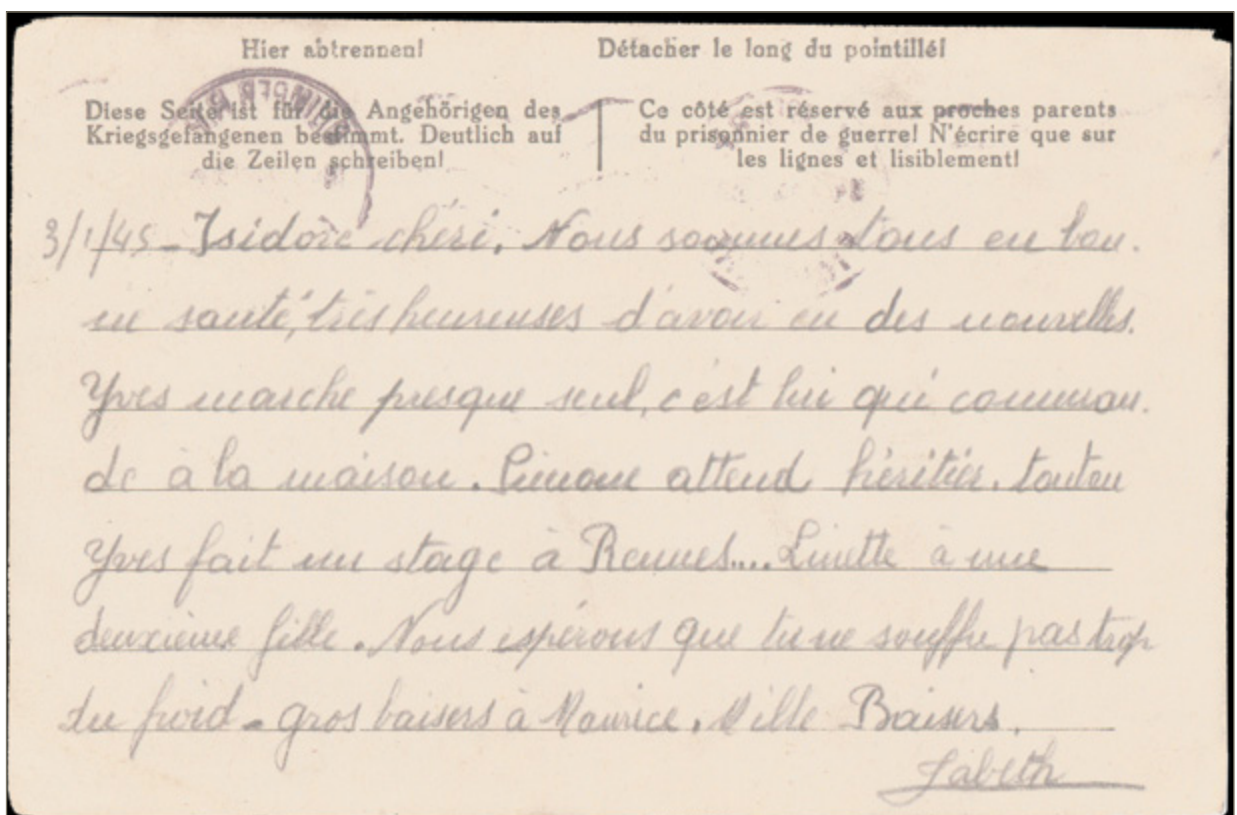 Hier abtrennen! Détacher le long du pointillé!
Diese Seite ist für die Angehörigen des
Kriegsgefangenen bestimmt. Deutlich auf
die Zeilen schreiben!
Ce côté est réservé aux proches parents
du prisonnier de guerre! N'écrire que sur
les lignes et lisiblement!
3/1/45 - Isidore chéri. Nous sommes tous en bon-
ne santé, très heureuses d'avoir eu des nouvelles.
Yves marche presque seul, c'est lui qui comman-
de à la maison. Simone attend héritier. tonton
Yves fait un stage à Rennes.... Linette à une
deuxième fille. Nous espérons que tu ne souffre pas trop
du froid - gros baisers à Maurice. Mille Baisers.